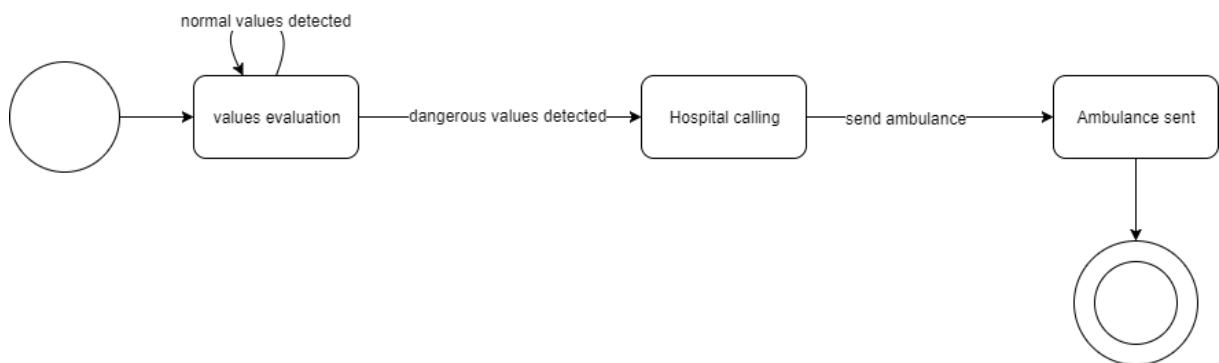 normal values detected
values evaluation
dangerous values detected
Hospital calling
send ambulance
Ambulance sent